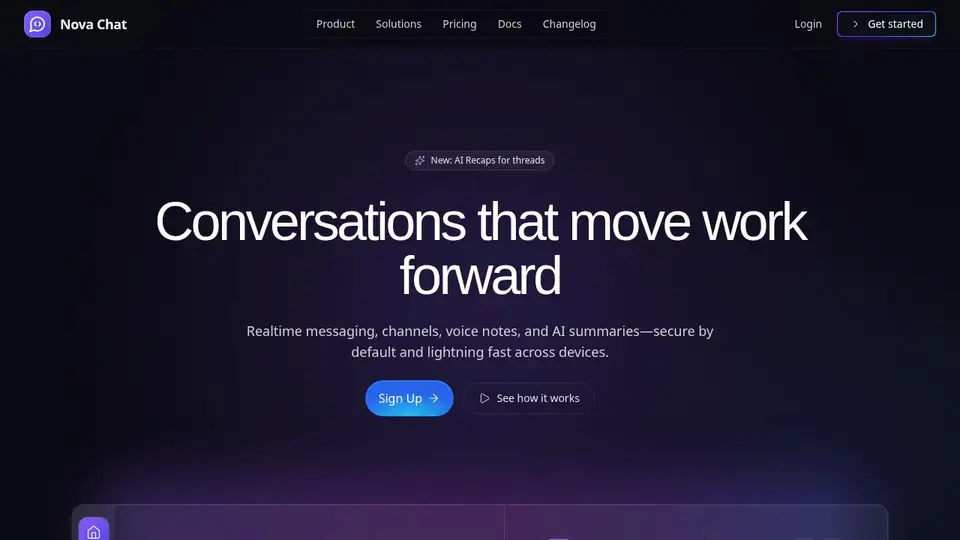 Nova Chat
Product
Solutions
Pricing
Docs
Changelog
Login
Get started
New: AI Recaps for threads
Conversations that move work
forward
Realtime messaging, channels, voice notes, and AI summaries—secure by
default and lightning fast across devices.
Sign Up
See how it works